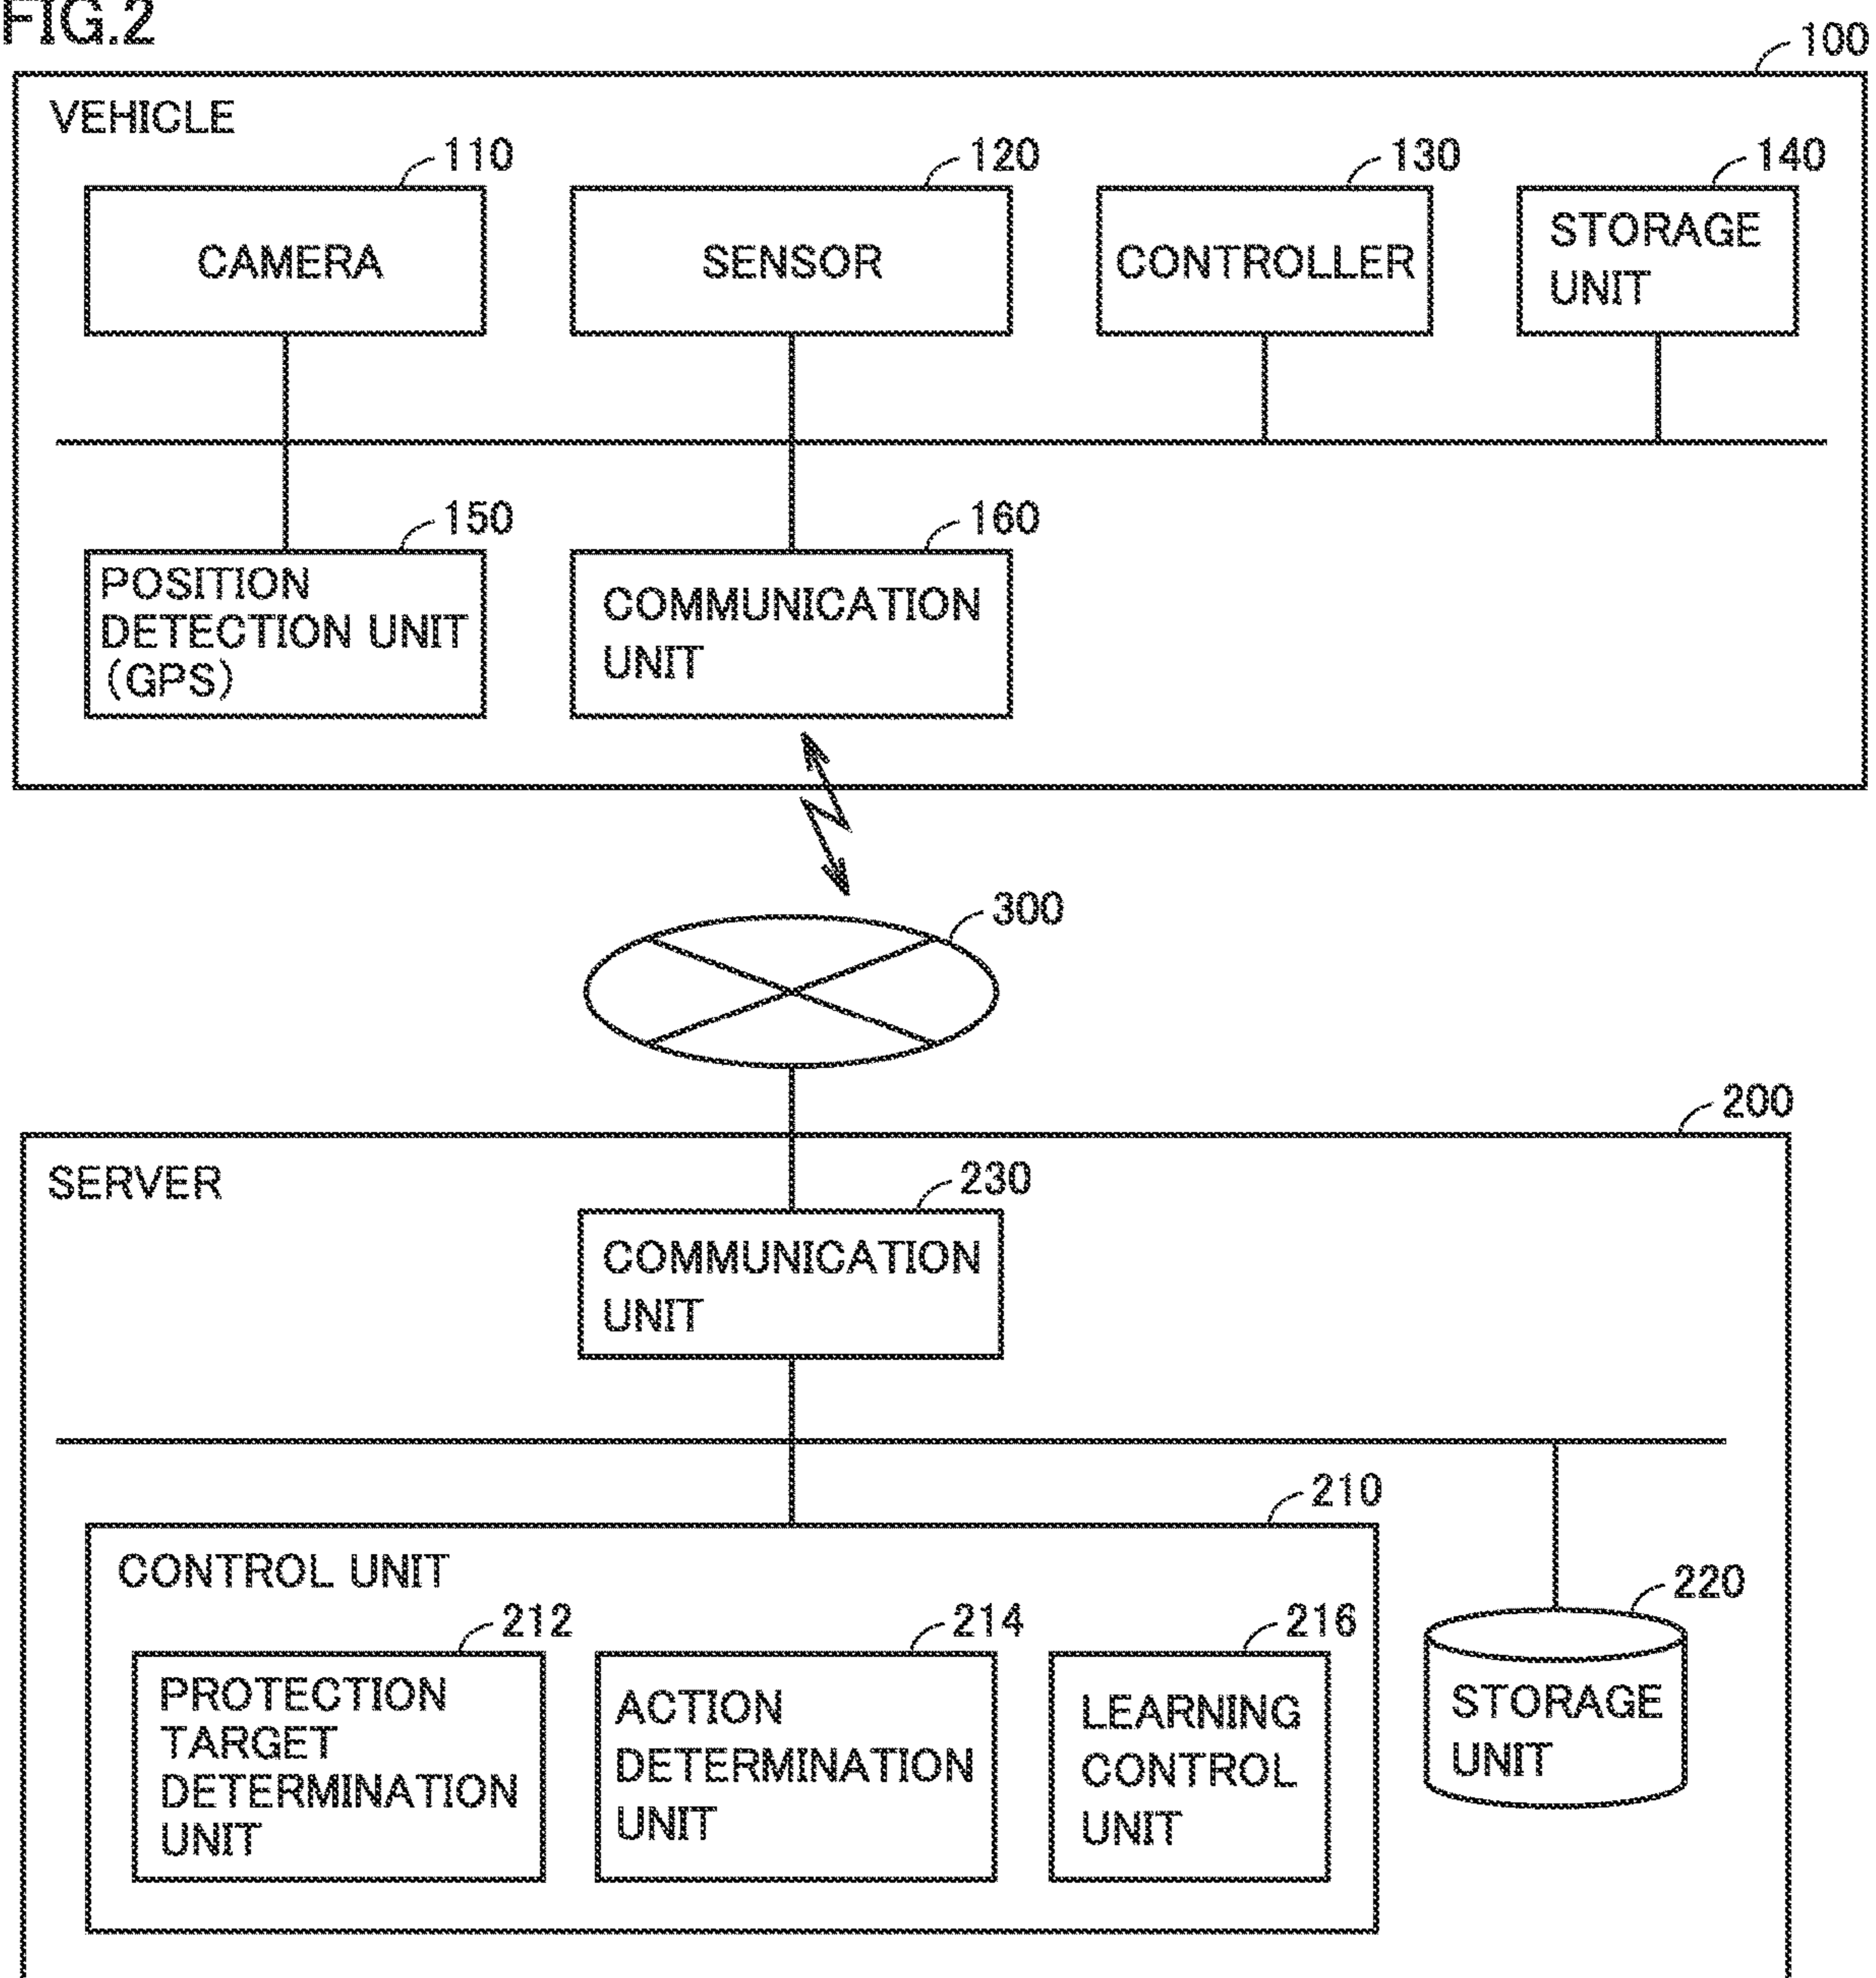 FIG.2
100
VEHICLE
110
120
130
140
CAMERA
SENSOR
CONTROLLER
STORAGE
UNIT
150
160
POSITION
DETECTION UNIT
(GPS)
COMMUNICATION
UNIT
300
200
SERVER
230
COMMUNICATION
UNIT
210
CONTROL UNIT
220
212
214
216
PROTECTION
TARGET
DETERMINATION
UNIT
ACTION
DETERMINATION
UNIT
LEARNING
CONTROL
UNIT
STORAGE
UNIT